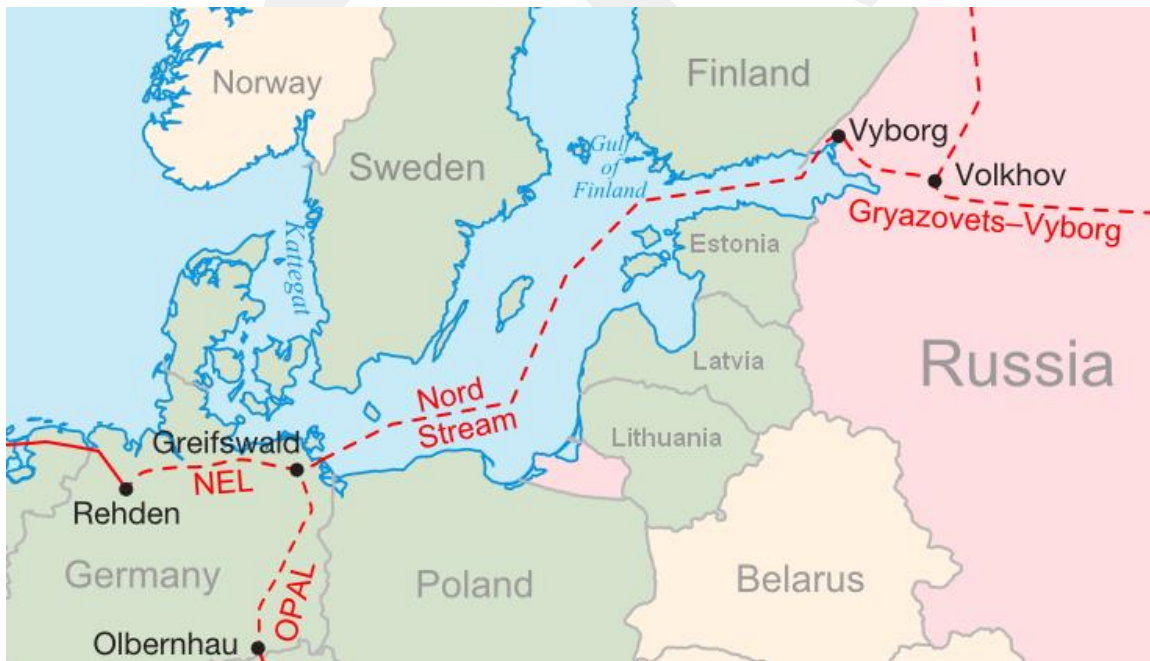 Norway
Finland
Sweden
Gulf
of
Finland
Vyborg
Volkhov
Gryazovets–Vyborg
Kattegat
Estonia
Russia
Latvia
Nord
Stream
Lithuania
Greifswald
NEL
Rehden
Germany
OPAL
Poland
Belarus
Olbernhau